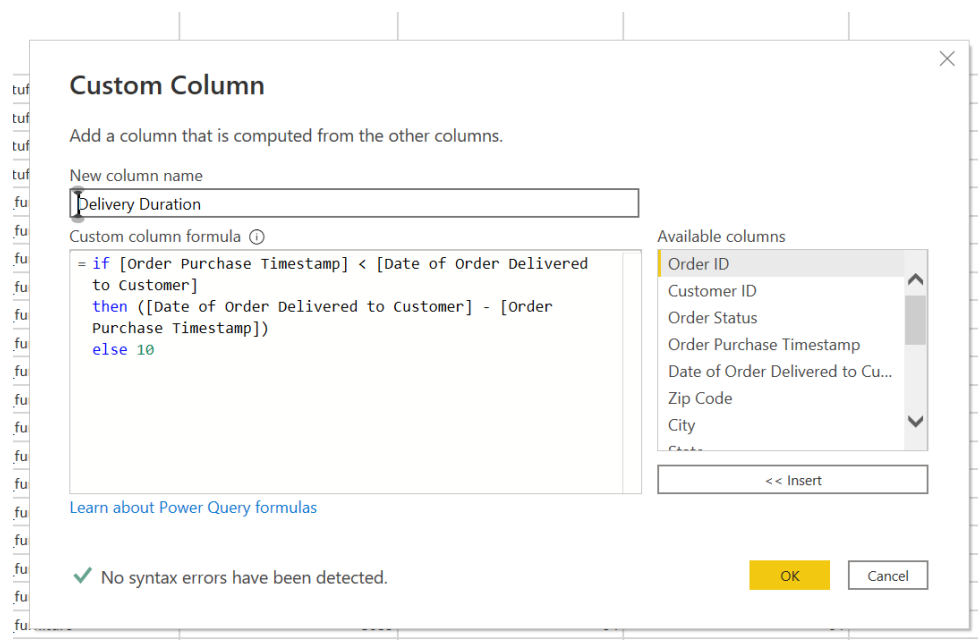 Custom Column
Add a column that is computed from the other columns.
New column name
Delivery Duration
Custom column formula
Available columns
= if [Order Purchase Timestamp] < [Date of Order Delivered
to Customer]
then ([Date of Order Delivered to Customer] - [Order
Purchase Timestamp])
else 10
Order ID
Customer ID
Order Status
Order Purchase Timestamp
Date of Order Delivered to Cu...
Zip Code
City
State
<< Insert
Learn about Power Query formulas
No syntax errors have been detected.
OK
Cancel